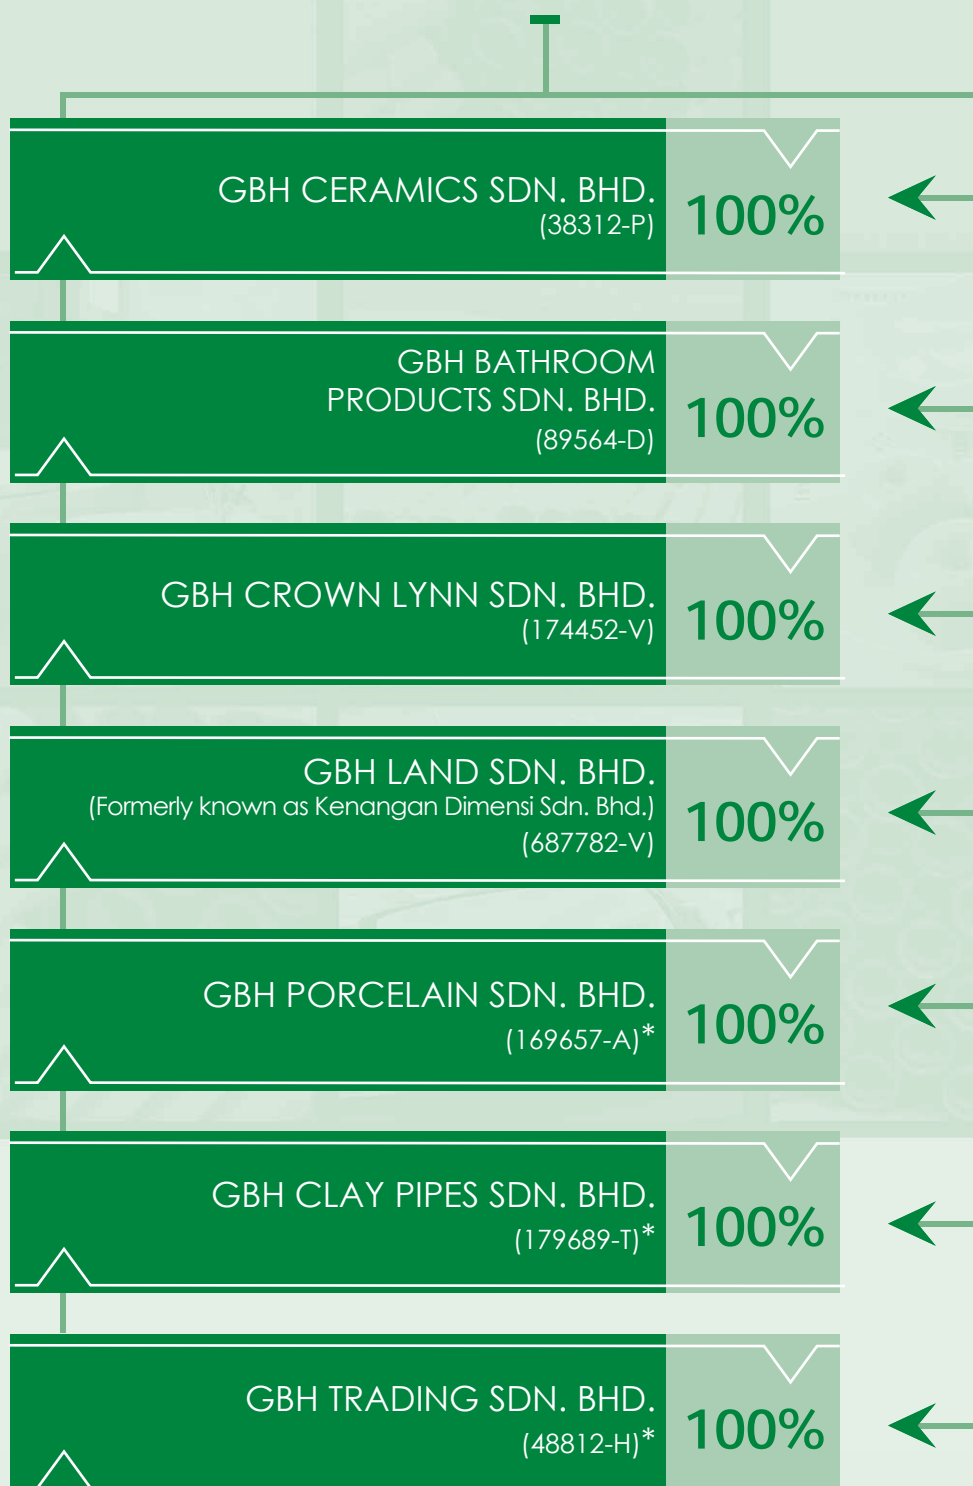 GBH CERAMICS SDN. BHD.
(38312-P)
100%
GBH BATHROOM
PRODUCTS SDN. BHD.
(89564-D)
100%
GBH CROWN LYNN SDN. BHD.
(174452-V)
100%
GBH LAND SDN. BHD.
(Formerly known as Kenangan Dimensi Sdn. Bhd.)
(687782-V)
100%
GBH PORCELAIN SDN. BHD.
(169657-A)*
100%
GBH CLAY PIPES SDN. BHD.
(179689-T)*
100%
GBH TRADING SDN. BHD.
(48812-H)*
100%